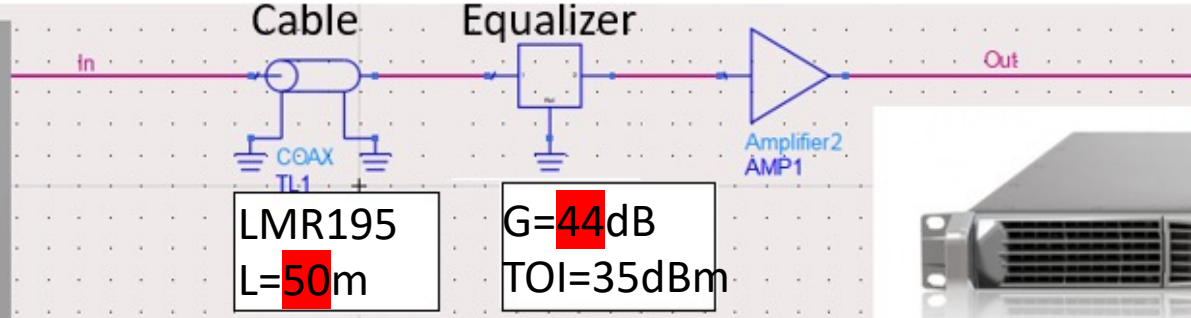 Cable Equalizer
In
Out
COAX
TL1
Amplifier2
AMP1
LMR195
L=50m
G=44dB
TOI=35dBm